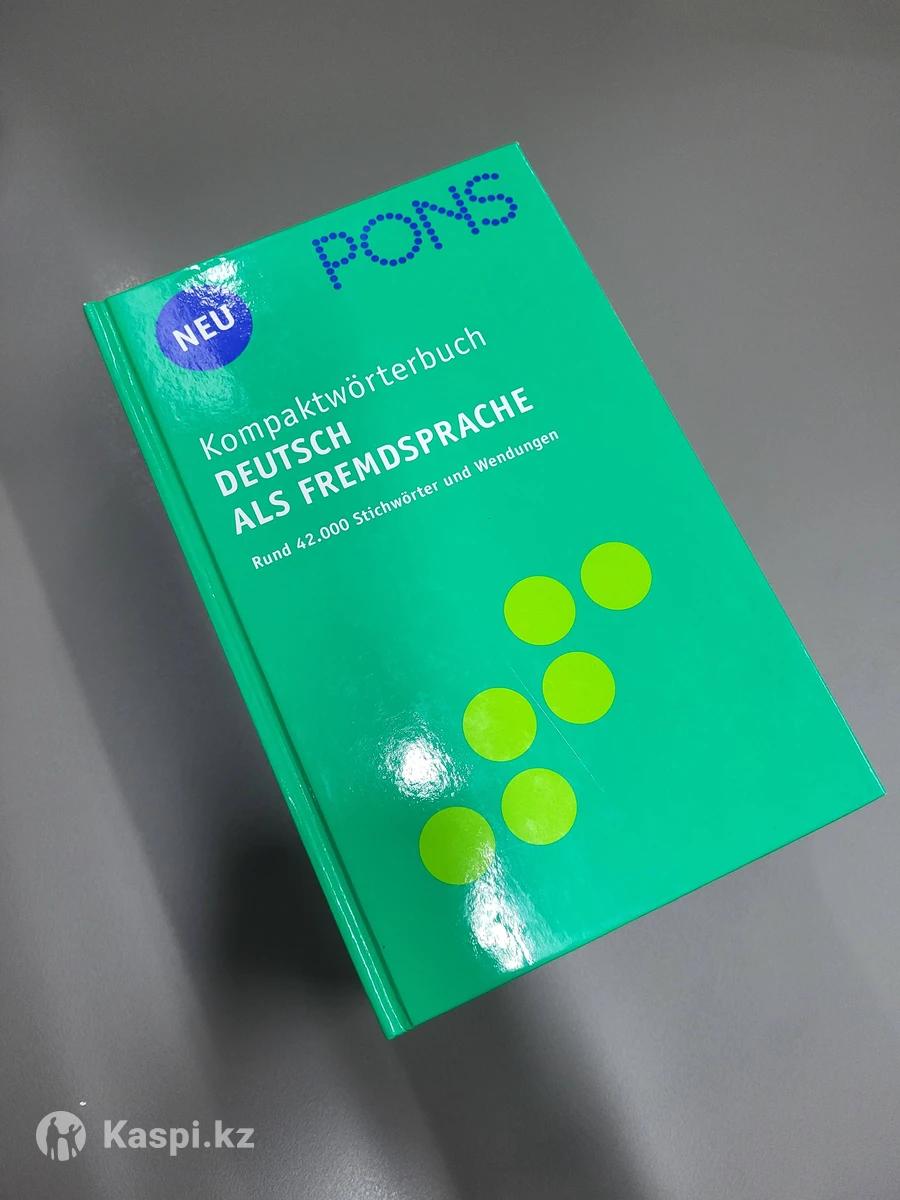 PONS
NEU
Kompaktwörterbuch
DEUTSCH
ALS FREMDSPRACHE
Rund 42.000 Stichwörter und Wendungen
Kaspi.kz